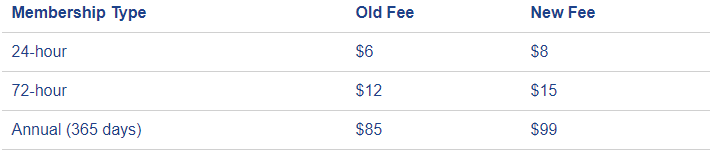 Membership Type Old Fee New Fee
24-hour $6 $8
72-hour $12 $15
Annual (365 days) $85 $99